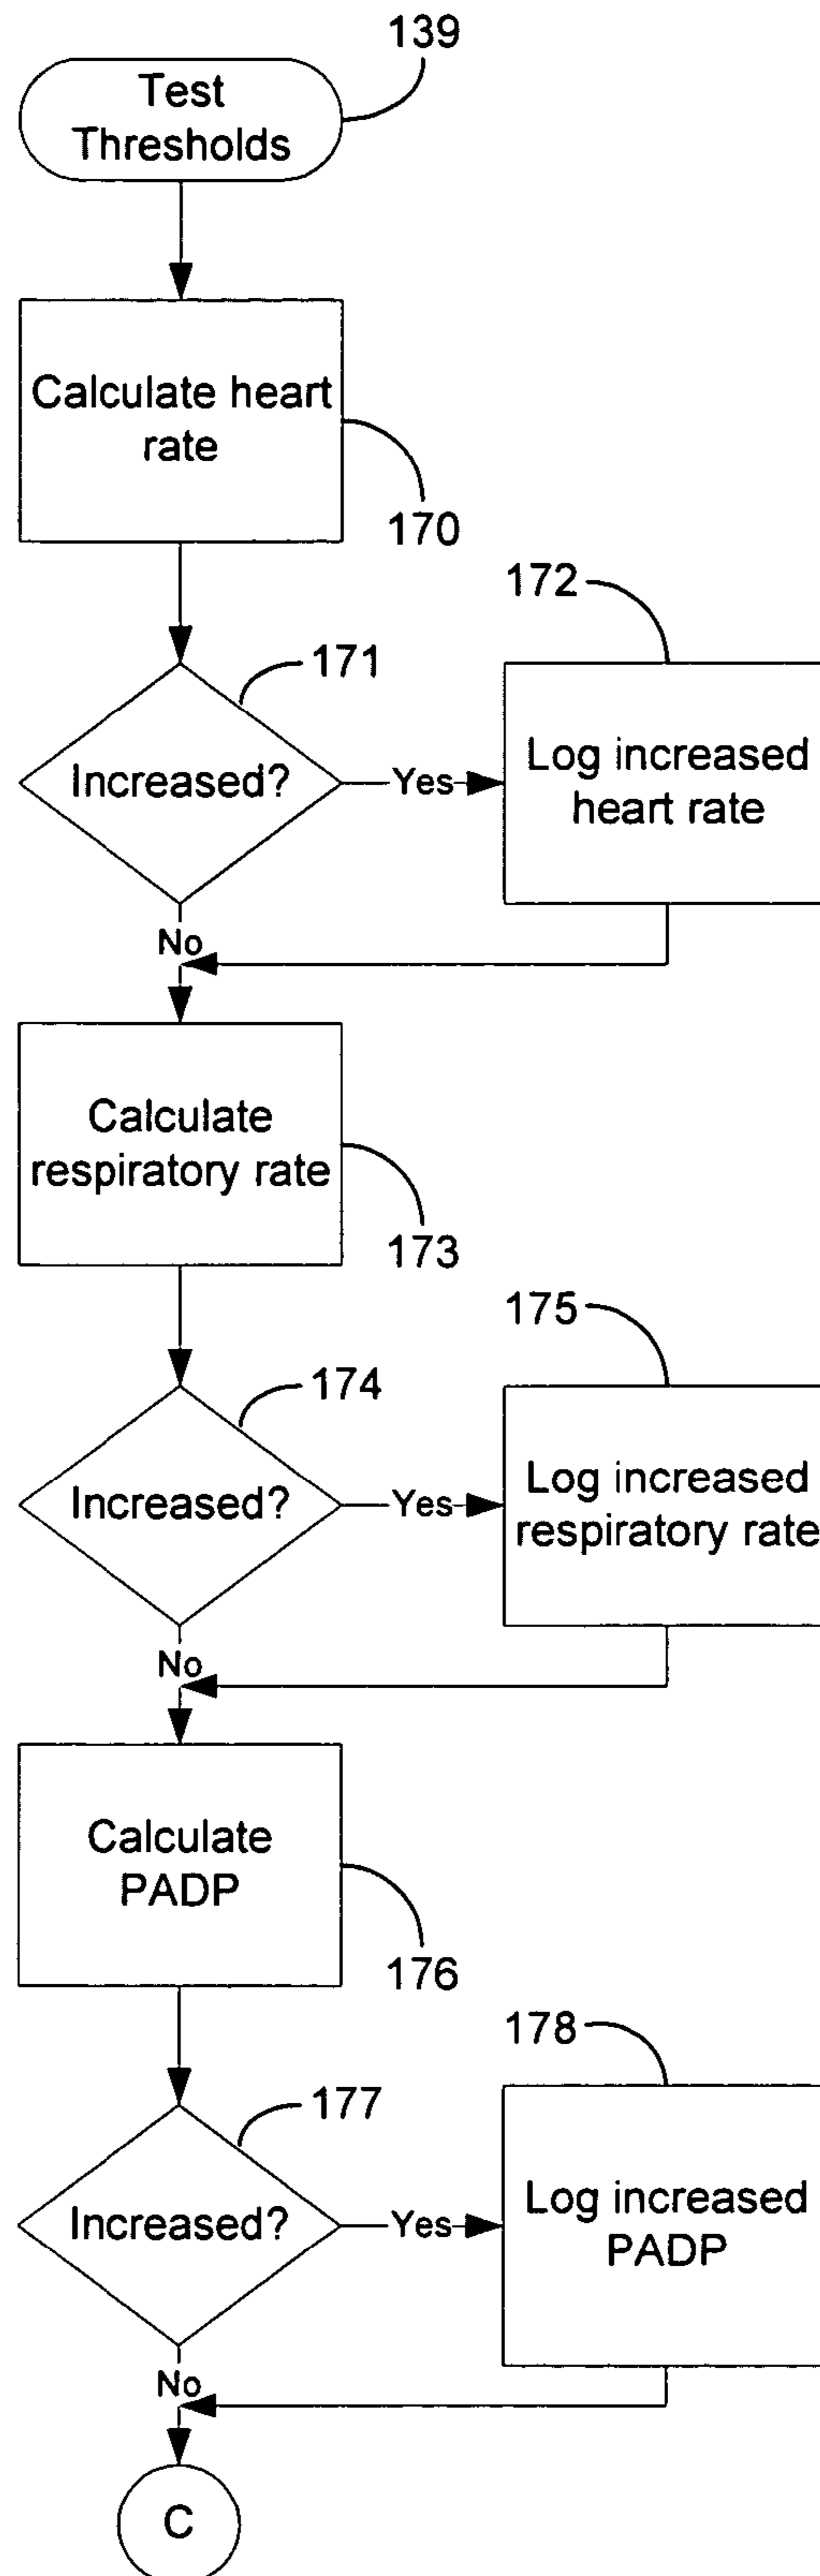 139
Test
Thresholds
Calculate heart
rate
170
172
171
Increased?
Yes
Log increased
heart rate
No
Calculate
respiratory rate
173
175
174
Increased?
Yes
Log increased
respiratory rate
No
Calculate
PADP
176
178
177
Increased?
Yes
Log increased
PADP
No
C